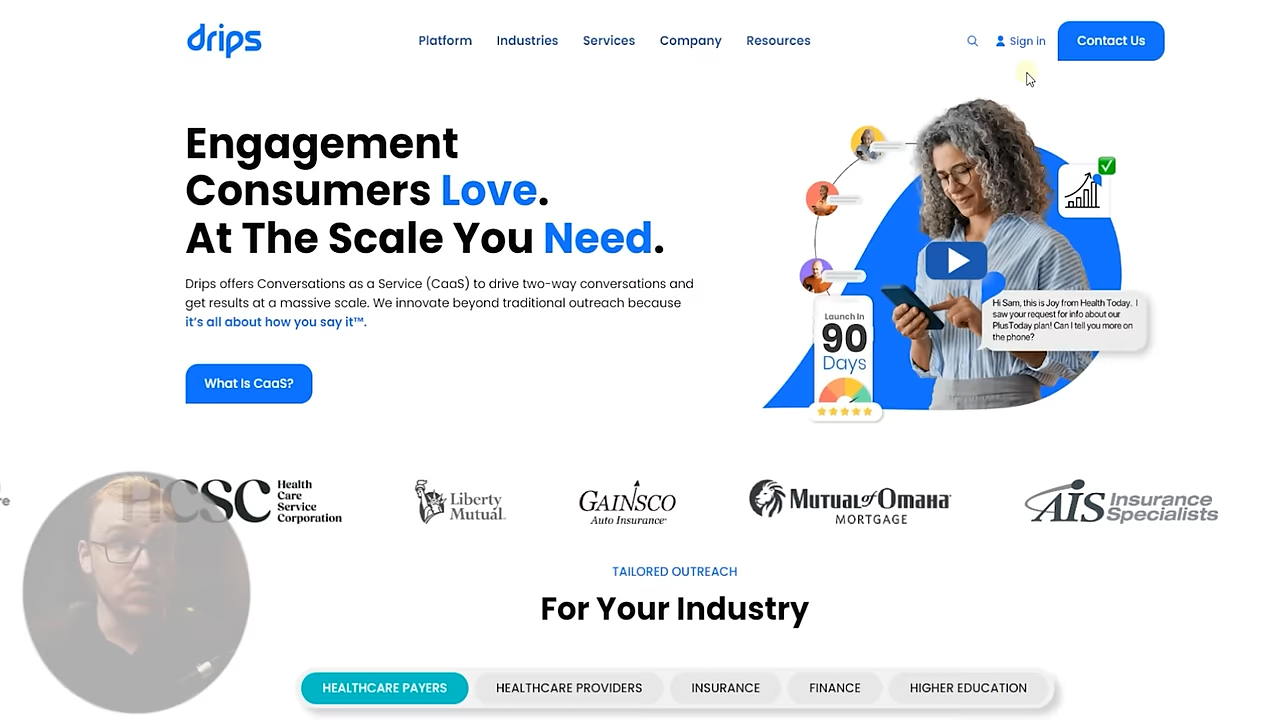 drips
Platform
Industries
Services
Company
Resources
Sign in
Contact Us
Engagement
Consumers Love.
At The Scale You Need.
Drips offers Conversations as a Service (CaaS) to drive two-way conversations and
get results at a massive scale. We innovate beyond traditional outreach because
it's all about how you say it™.
What is CaaS?
Launch In
90
Days
Hi Sam, this is Joy from Health Today. I
saw your request for info about our
PlusToday plan! Can I tell you more on
the phone?
HCSC
Health
Care
Service
Corporation
Liberty
Mutual
GAINSCO
Auto Insurance
MUTUAL of OMAHA
MORTGAGE
AIS Insurance
Specialists
TAILORED OUTREACH
For Your Industry
HEALTHCARE PAYERS
HEALTHCARE PROVIDERS
INSURANCE
FINANCE
HIGHER EDUCATION